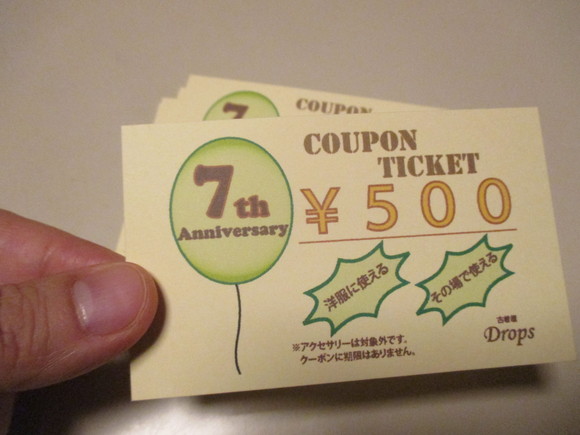 7
COUPON
7th
Anniversary
COUPON
TICKET
¥500
洋服に使える
その場で使える
※アクセサリーは対象外です。
クーポンに期限はありません。
古着屋
Drops